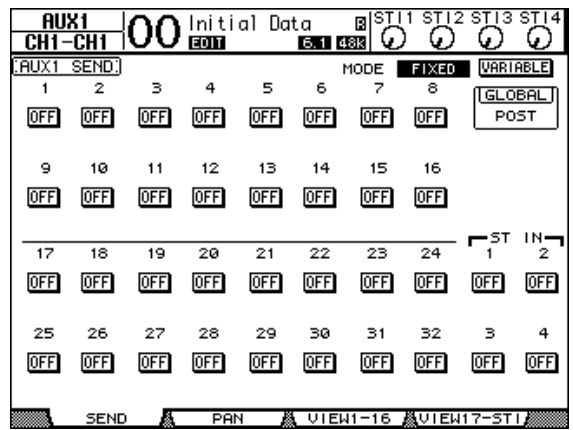 AUX1 00 Initial Data R STI1 STI2 STI3 STI4
CH1-CH1 EDIT 6.1 48K
AUX1 SEND MODE FIXED VARIABLE
1 2 3 4 5 6 7 8 GLOBAL
OFF OFF OFF OFF OFF OFF OFF OFF POST
9 10 11 12 13 14 15 16
OFF OFF OFF OFF OFF OFF OFF OFF
ST IN
17 18 19 20 21 22 23 24 1 2
OFF OFF OFF OFF OFF OFF OFF OFF OFF OFF
25 26 27 28 29 30 31 32 3 4
OFF OFF OFF OFF OFF OFF OFF OFF OFF OFF
SEND PAN VIEW1-16 VIEW17-STI